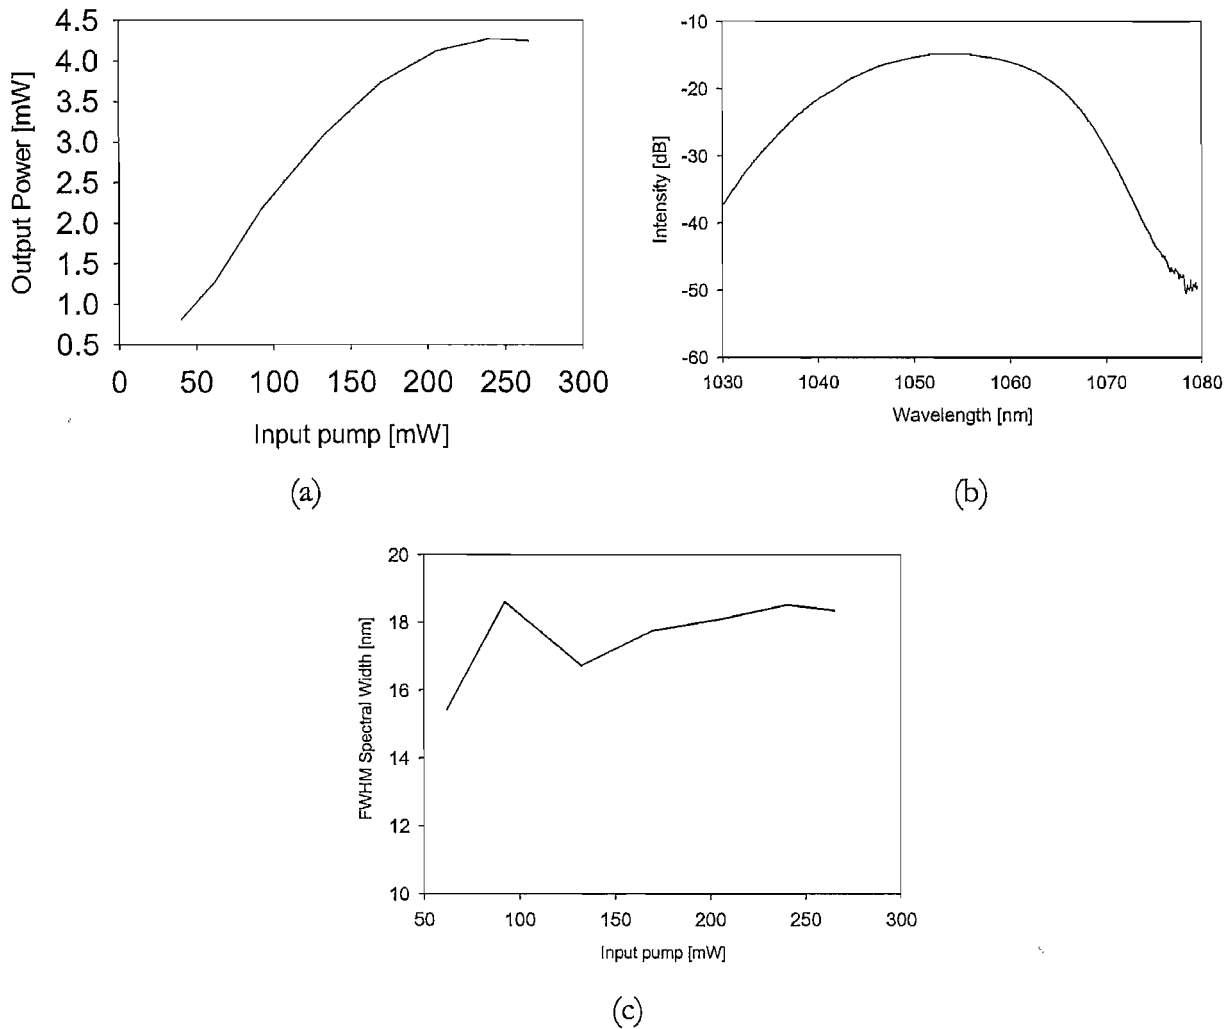 4.5
4.0
3.5
3.0
2.5
2.0
1.5
1.0
0.5
Output Power [mW]
0 50 100 150 200 250 300
Input pump [mW]
(a)
-10
-20
-30
-40
-50
-60
Intensity [dB]
1030 1040 1050 1060 1070 1080
Wavelength [nm]
(b)
20
18
16
14
12
10
FWHM Spectral Width [nm]
50 100 150 200 250 300
Input pump [mW]
(c)